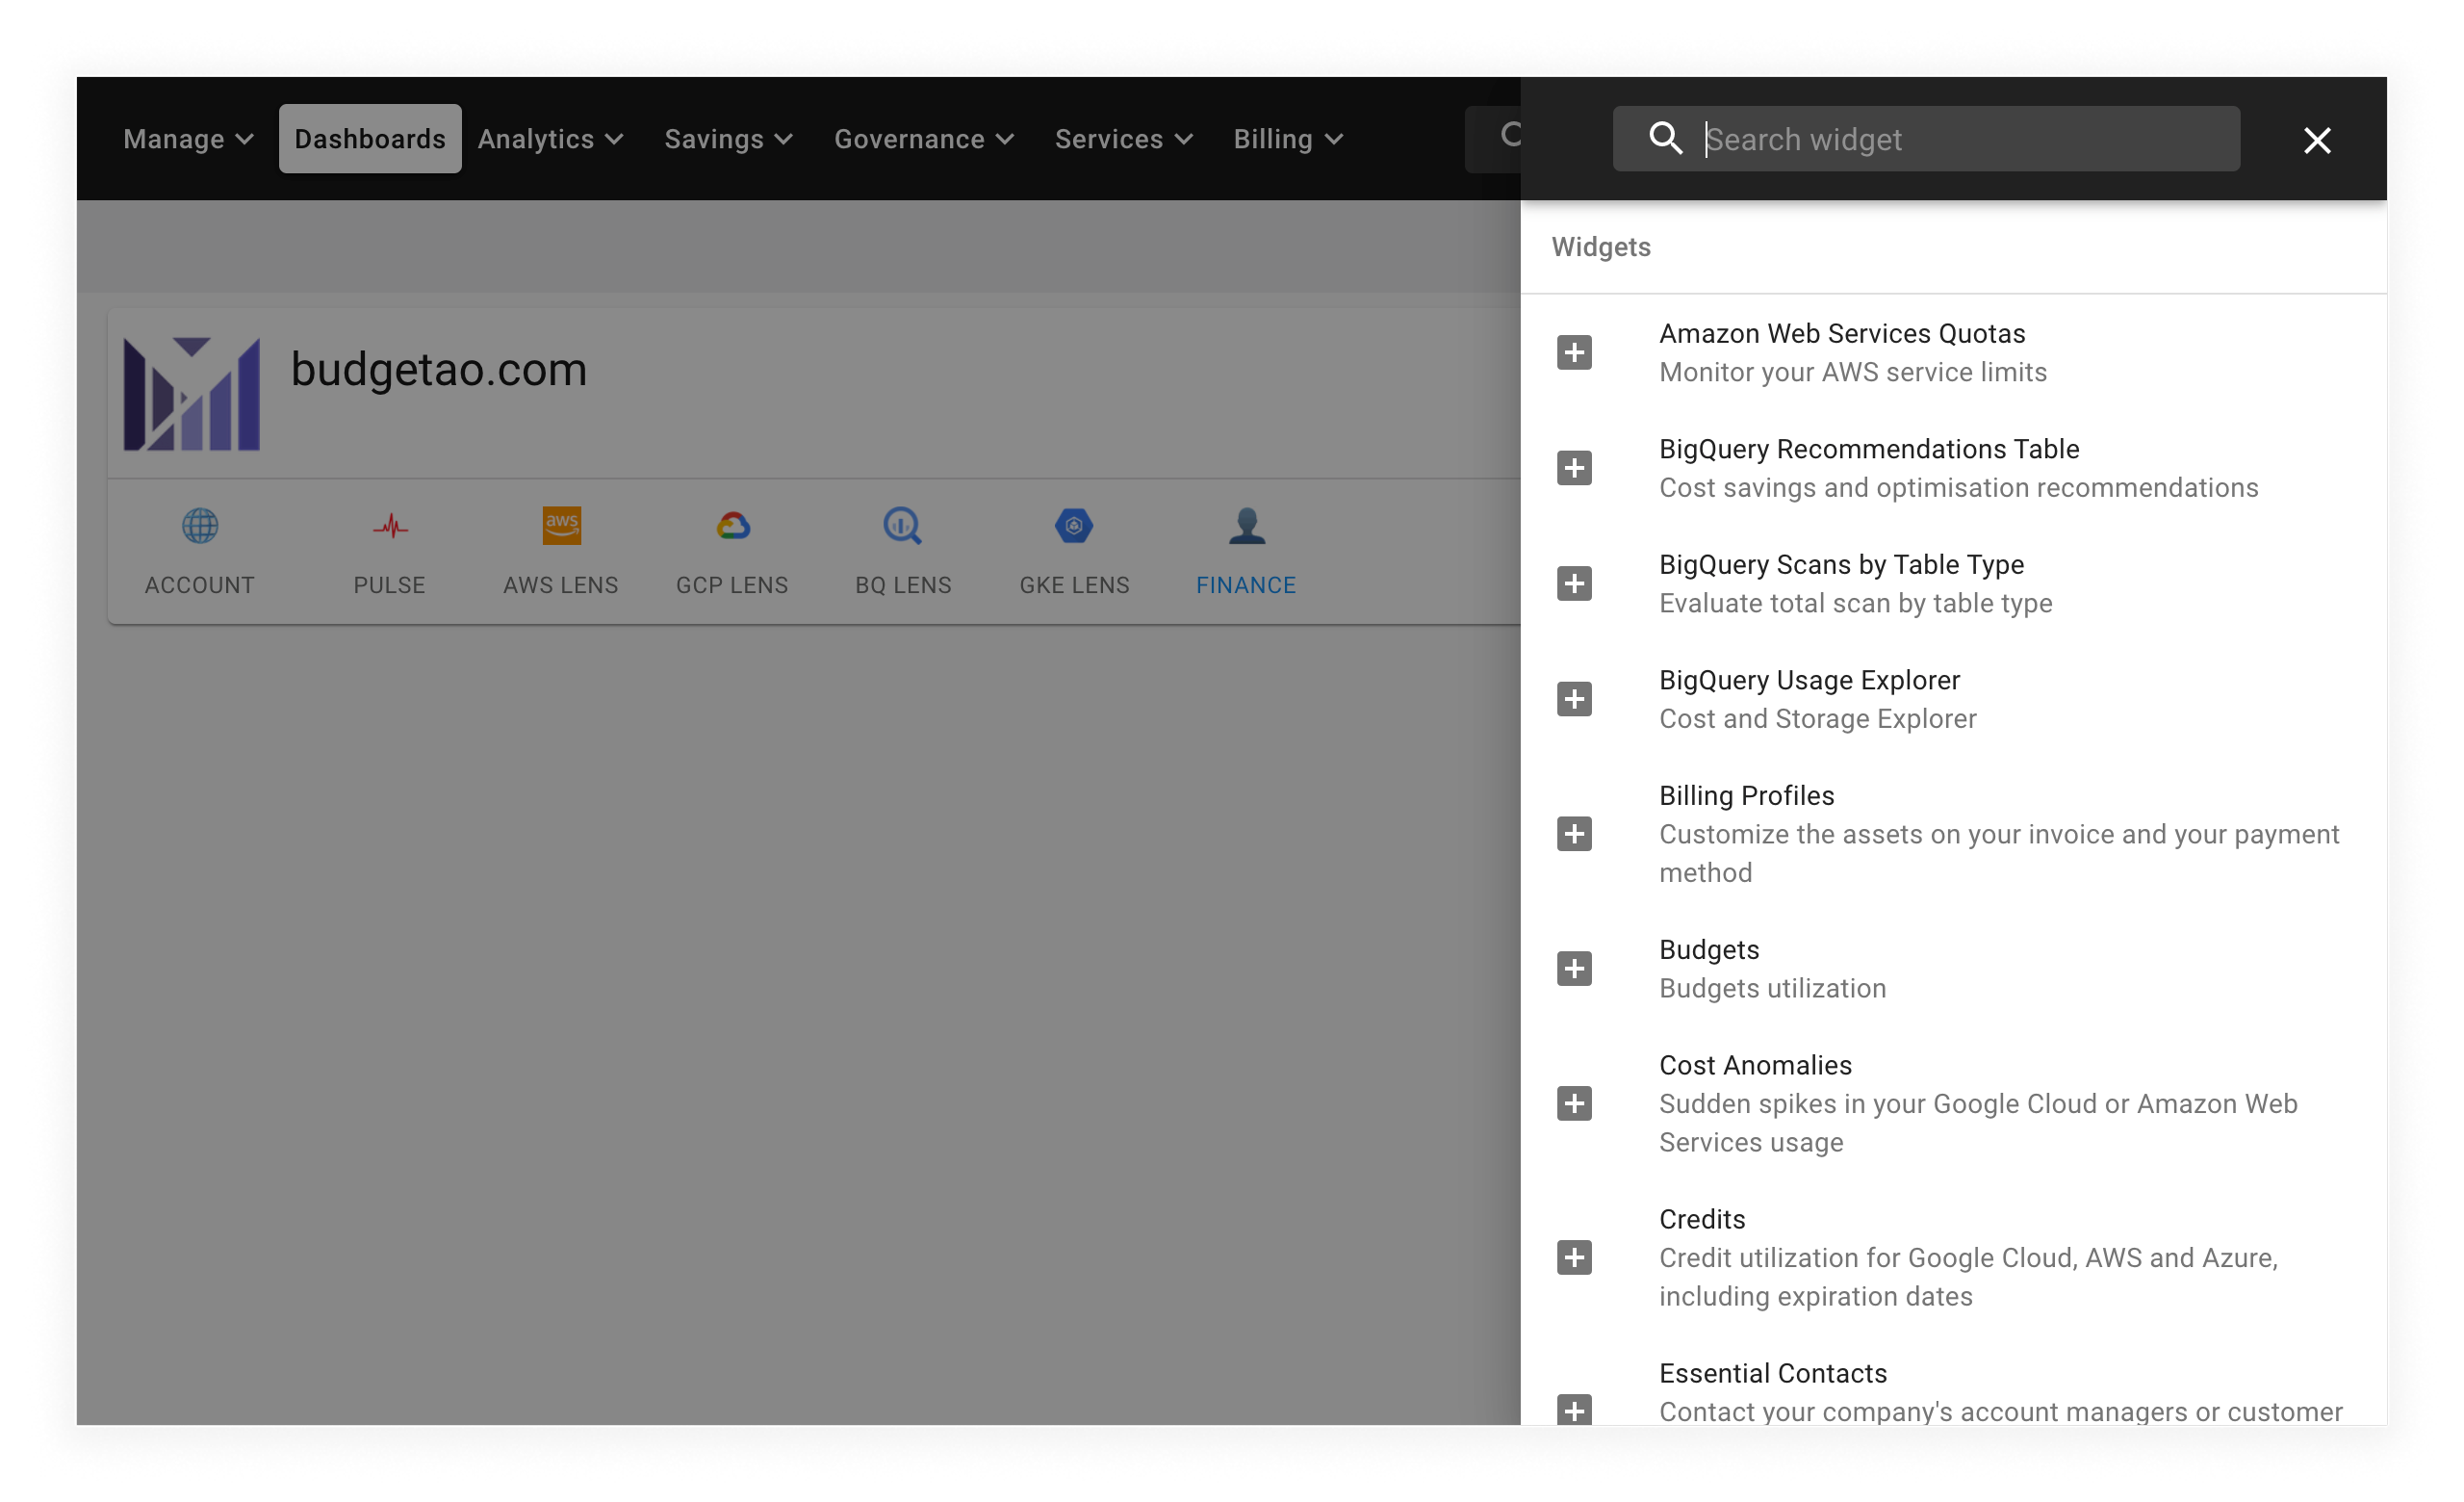 Manage Dashboards Analytics Savings Governance Services Billing
Search widget
Widgets
budgetao.com
aws
ACCOUNT PULSE AWS LENS GCP LENS BQ LENS GKE LENS FINANCE
Amazon Web Services Quotas
Monitor your AWS service limits
BigQuery Recommendations Table
Cost savings and optimisation recommendations
BigQuery Scans by Table Type
Evaluate total scan by table type
BigQuery Usage Explorer
Cost and Storage Explorer
Billing Profiles
Customize the assets on your invoice and your payment
method
Budgets
Budgets utilization
Cost Anomalies
Sudden spikes in your Google Cloud or Amazon Web
Services usage
Credits
Credit utilization for Google Cloud, AWS and Azure,
including expiration dates
Essential Contacts
Contact your company's account managers or customer